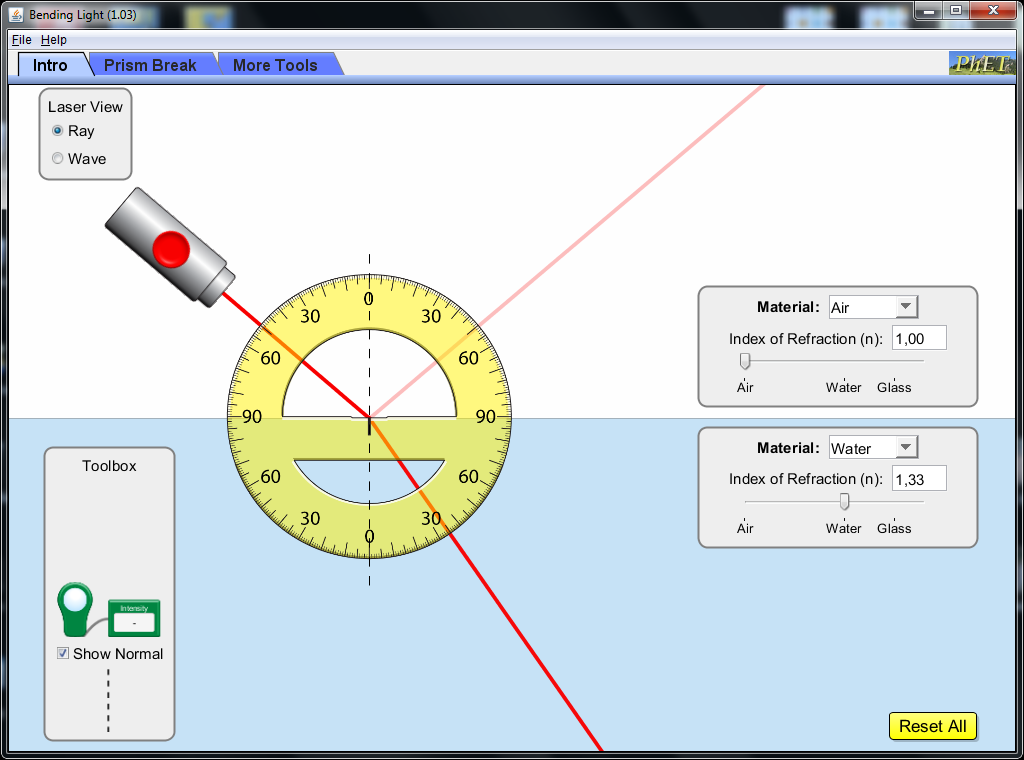 Bending Light (1.03)
File Help
Intro
Prism Break
More Tools
PhET
Laser View
Ray
Wave
0
30
30
60
60
90
90
60
60
30
30
0
Material: Air
Index of Refraction (n): 1,00
Air Water Glass
Material: Water
Index of Refraction (n): 1,33
Air Water Glass
Toolbox
Intensity
-
Show Normal
Reset All